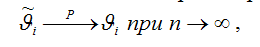 ϑ̃ᵢ —ᴾ→ ϑᵢ при n → ∞ ,